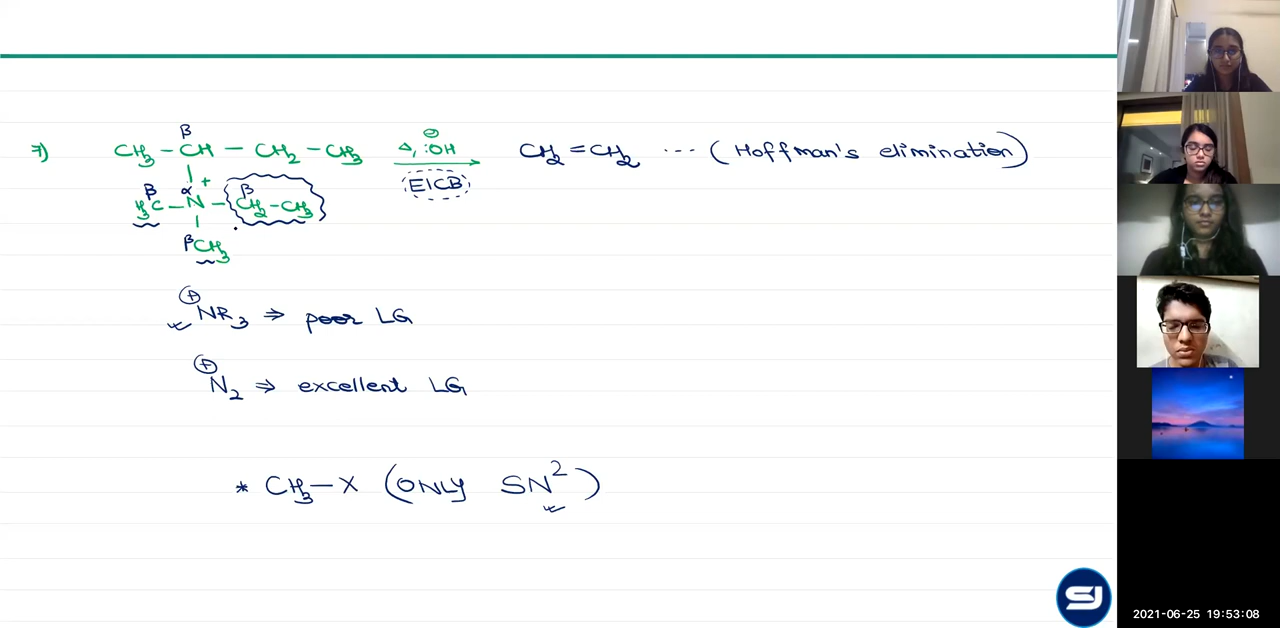 7) CH3 - CH - CH2 - CH3 Δ, :OH⊖ CH2 = CH2 ... (Hoffman's elimination)
β
E1CB
β α + β
H3C - N - CH2 - CH3
β CH3
⊕NR3 ⇒ poor LG
⊕N2 ⇒ excellent LG
* CH3 - X (ONLY SN2)
SJ
2021-06-25 19:53:08